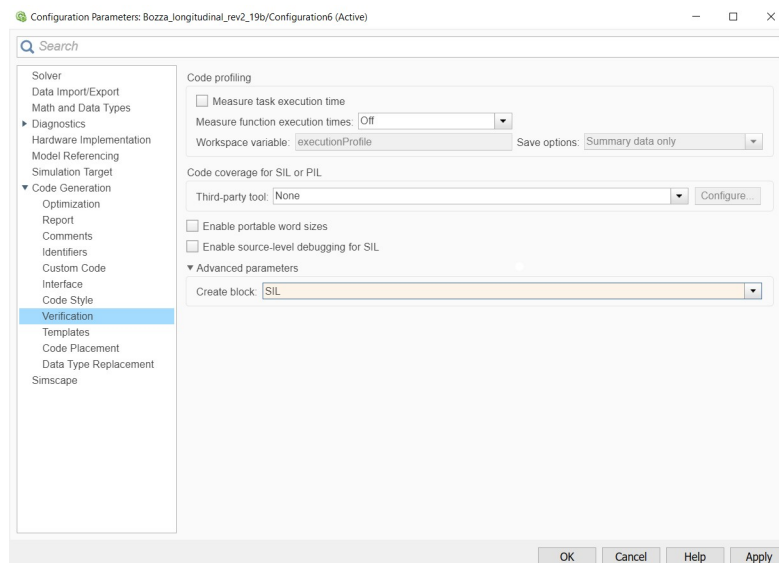 Configuration Parameters: Bozza_longitudinal_rev2_19b/Configuration6 (Active)
Search
Solver
Data Import/Export
Math and Data Types
Diagnostics
Hardware Implementation
Model Referencing
Simulation Target
Code Generation
Optimization
Report
Comments
Identifiers
Custom Code
Interface
Code Style
Verification
Templates
Code Placement
Data Type Replacement
Simscape
Code profiling
Measure task execution time
Measure function execution times: Off
Workspace variable: executionProfile Save options: Summary data only
Code coverage for SIL or PIL
Third-party tool: None Configure...
Enable portable word sizes
Enable source-level debugging for SIL
Advanced parameters
Create block: SIL
OK Cancel Help Apply